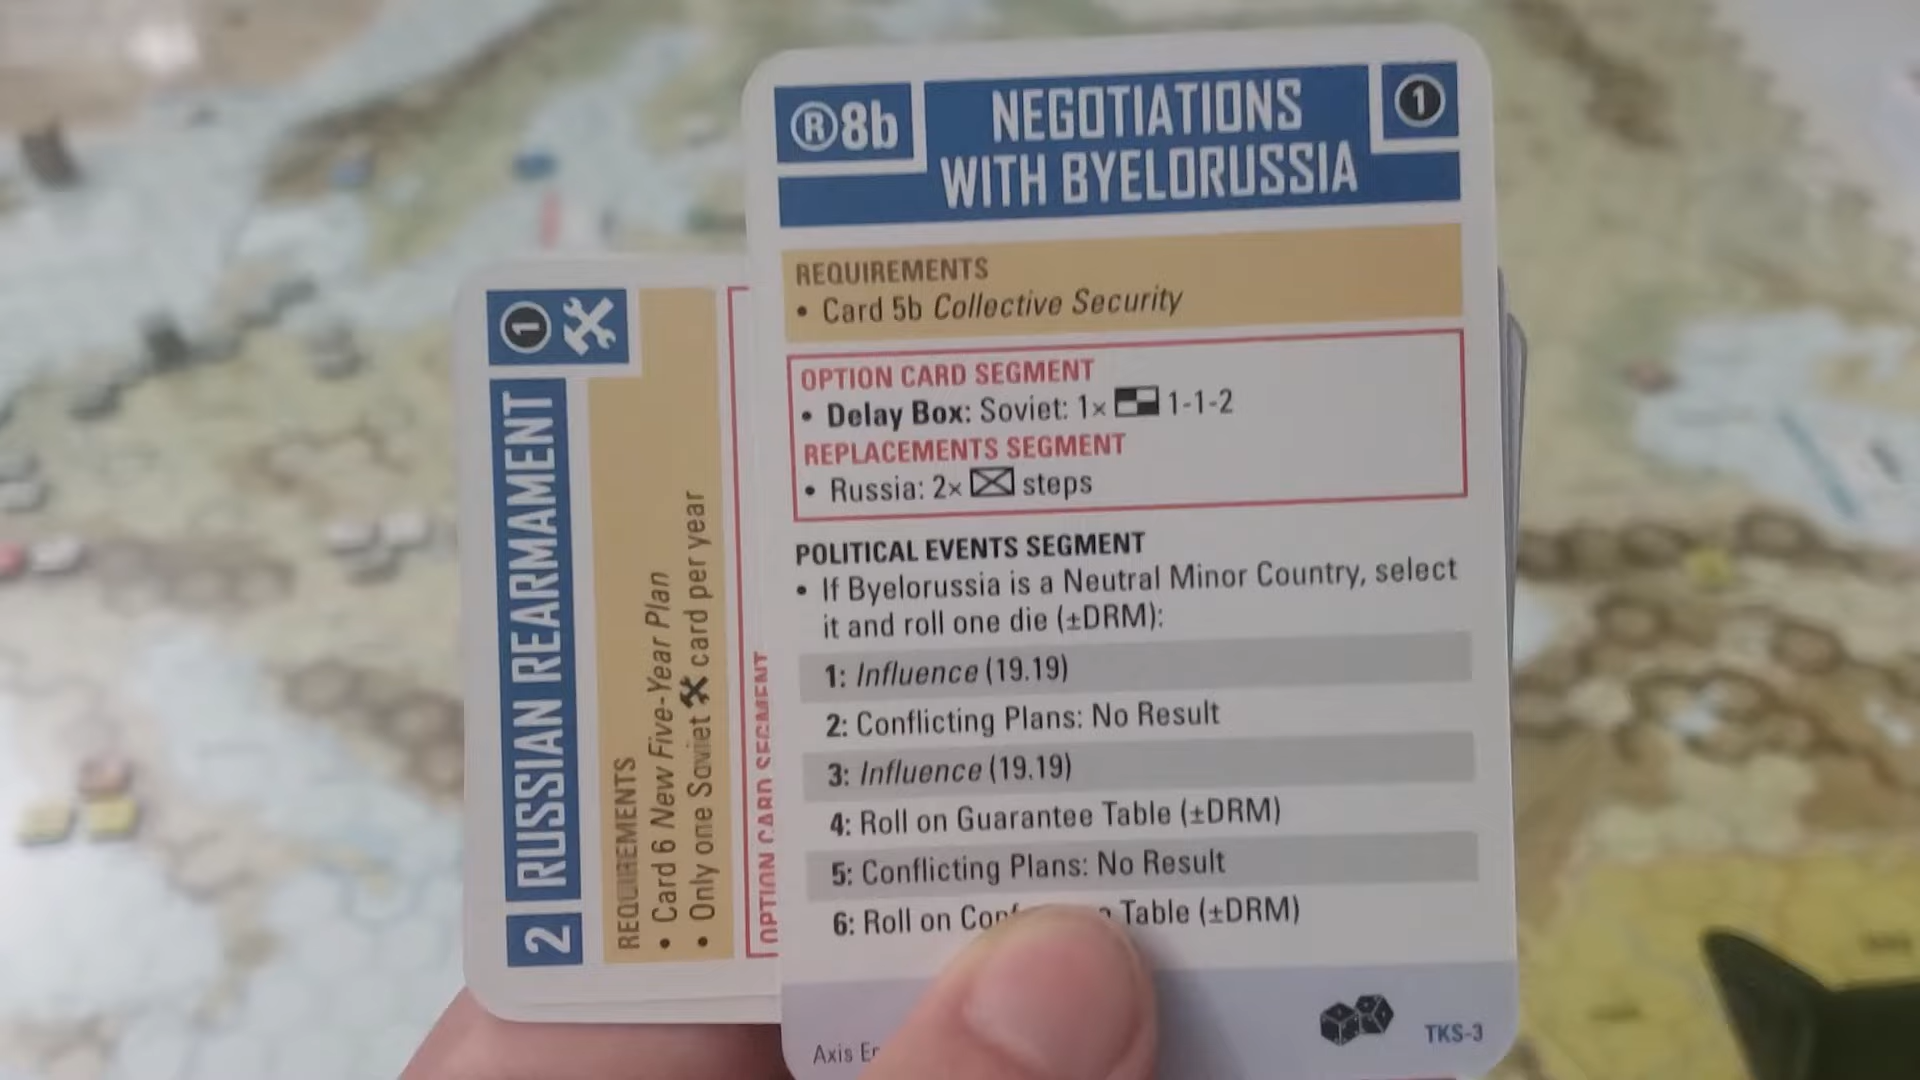 ®8b
NEGOTIATIONS
WITH BYELORUSSIA
1
REQUIREMENTS
• Card 5b Collective Security
OPTION CARD SEGMENT
• Delay Box: Soviet: 1× 1-1-2
REPLACEMENTS SEGMENT
• Russia: 2× steps
POLITICAL EVENTS SEGMENT
• If Byelorussia is a Neutral Minor Country, select
it and roll one die (±DRM):
1: Influence (19.19)
2: Conflicting Plans: No Result
3: Influence (19.19)
4: Roll on Guarantee Table (±DRM)
5: Conflicting Plans: No Result
6: Roll on Table (±DRM)
Axis
TKS-3
2
RUSSIAN REARMAMENT
1
REQUIREMENTS
• Card 6 New Five-Year Plan
• Only one Soviet card per year
OPTION CARD SEGMENT